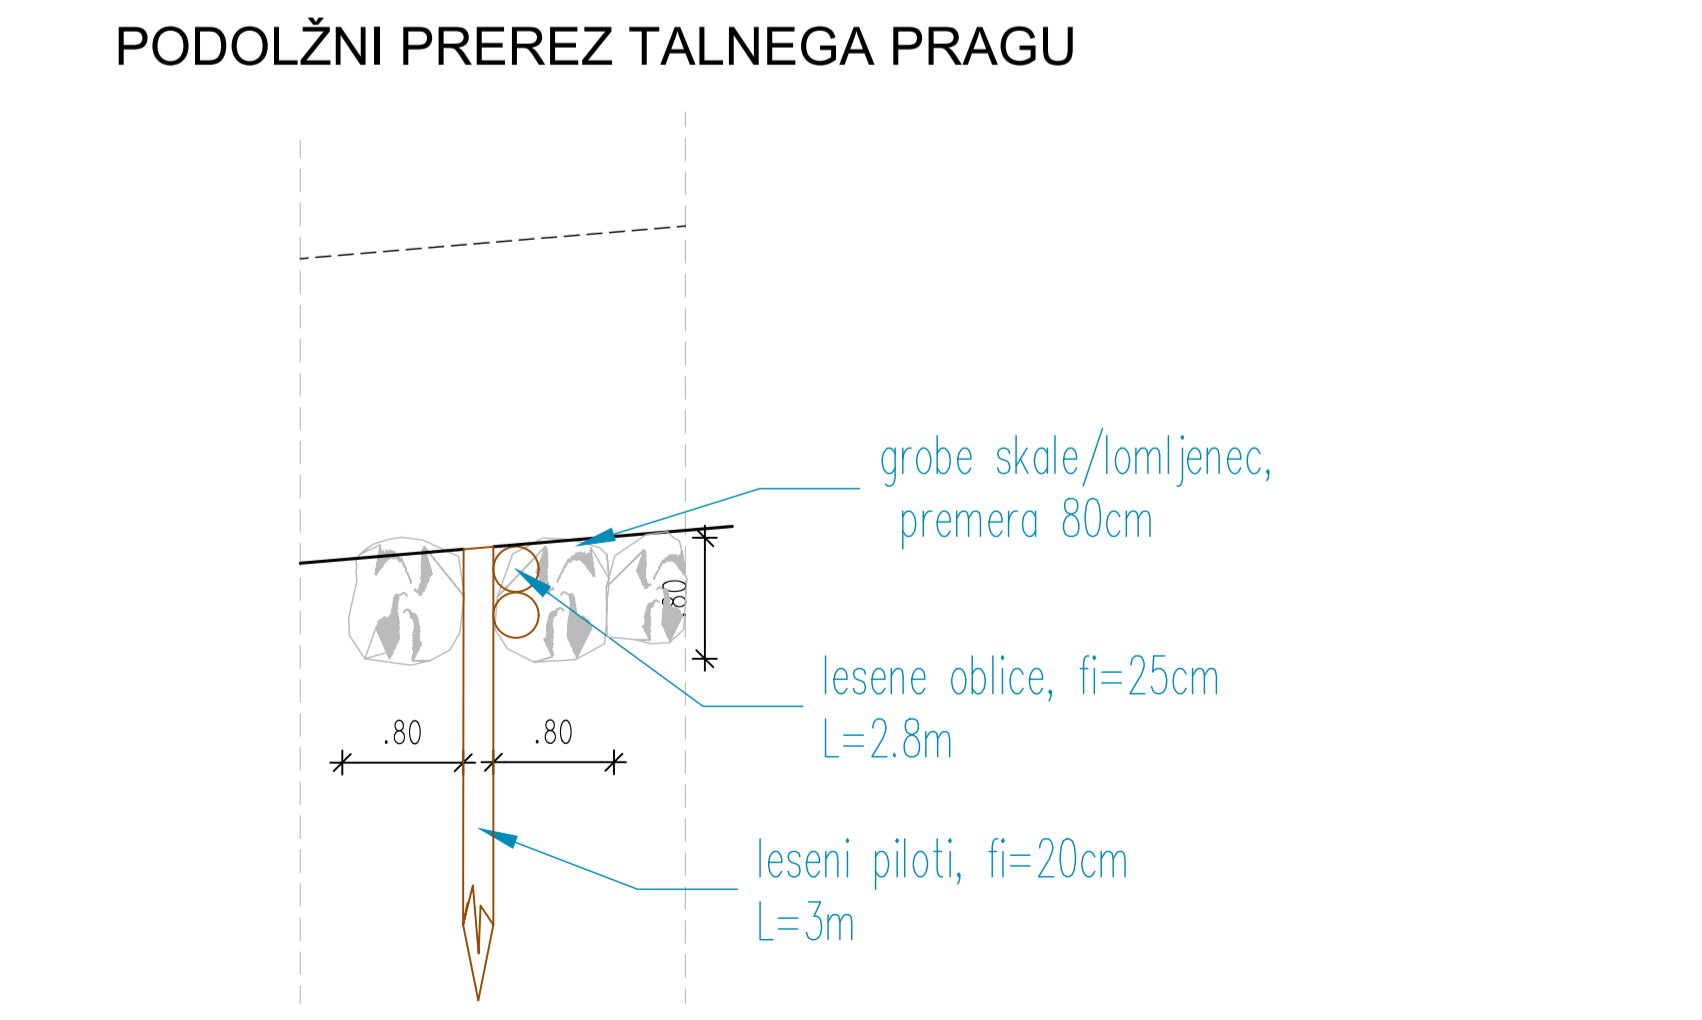 PODOLŽNI PREREZ TALNEGA PRAGU
grobe skale/lomljenec,
premera 80cm
.80
lesene oblice, fi=25cm
L=2.8m
.80
.80
leseni piloti, fi=20cm
L=3m